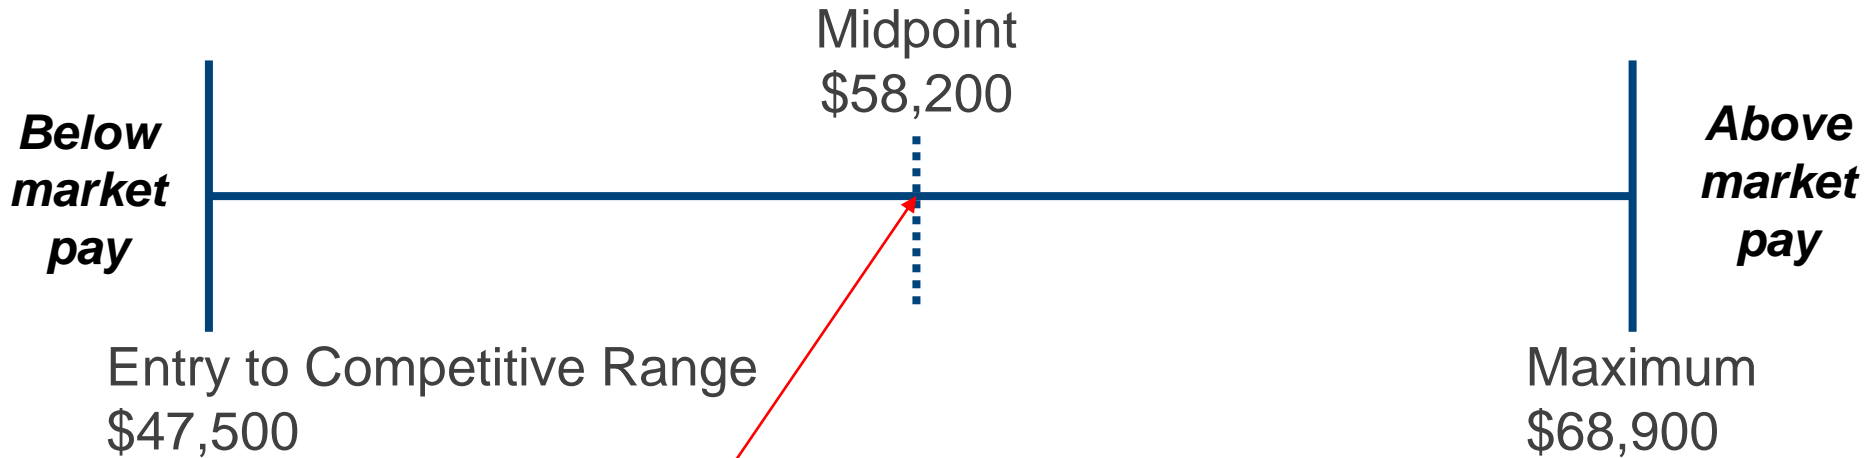 Midpoint
$58,200
Below
market
pay
Above
market
pay
Entry to Competitive Range
$47,500
Maximum
$68,900